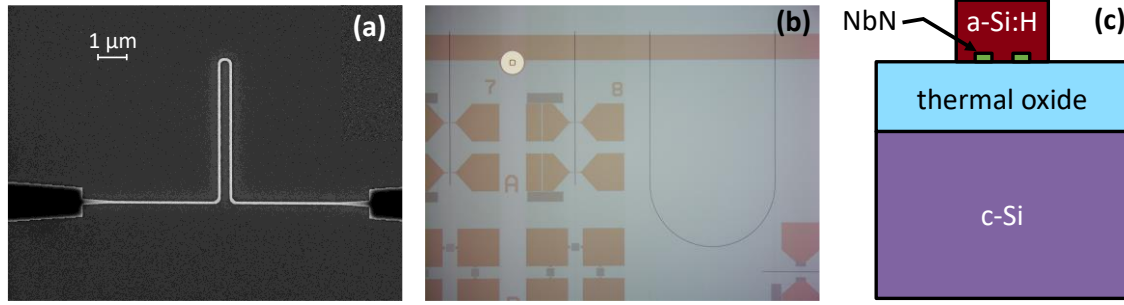 1 µm
(a)
(b)
7
8
A
NbN
a-Si:H
(c)
thermal oxide
c-Si